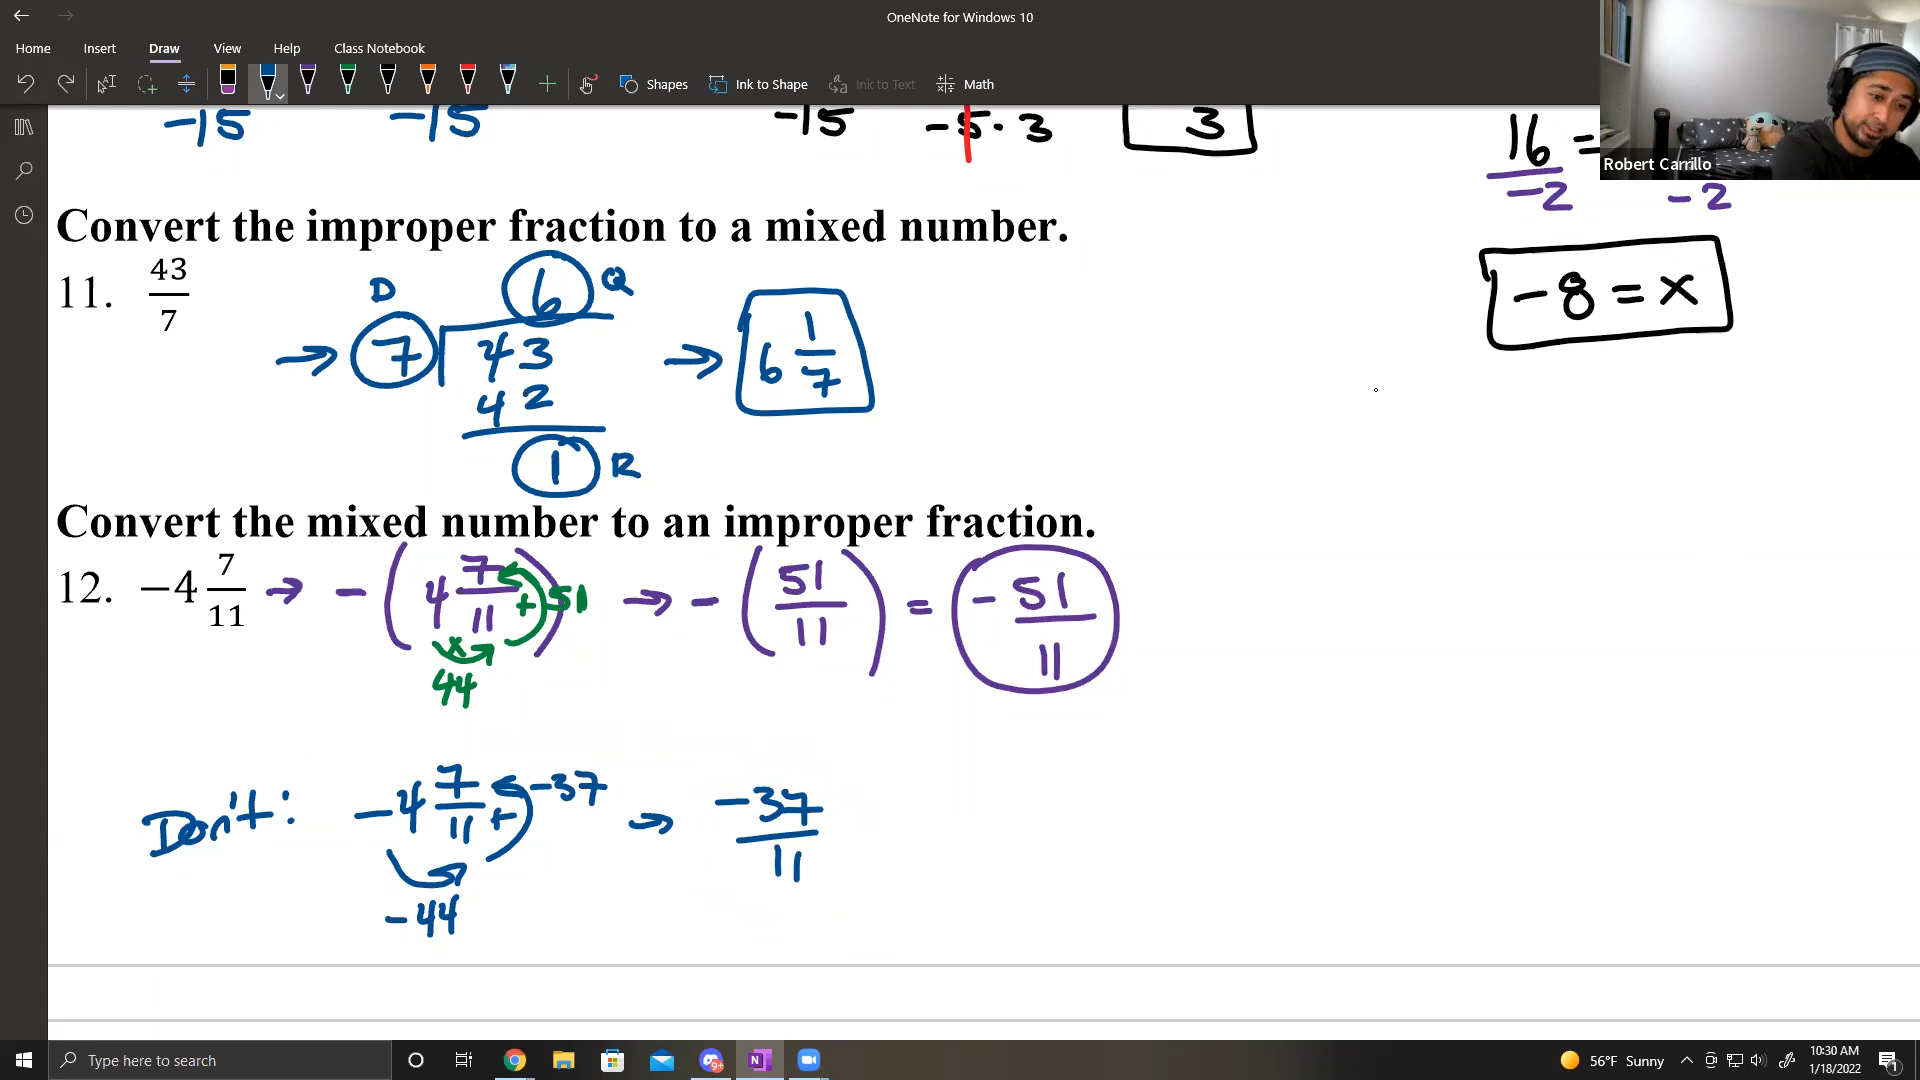 OneNote for Windows 10
Home Insert Draw View Help Class Notebook
Shapes Ink to Shape Ink to Text Math
-15 -15 -15 -5·3 3 16 =
Robert Carrillo
-2 -2
Convert the improper fraction to a mixed number.
11. 43/7 → D 7 6 Q 43 → 6 1/7
42
1 R
-8 = x
Convert the mixed number to an improper fraction.
12. −4 7/11 → -(4 7/11) + 51 → -(51/11) = -51/11
x
44
Don't: -4 7/11 + -37 → -37/11
-44
Type here to search
9+
N
56°F Sunny
10:30 AM
1/18/2022
1